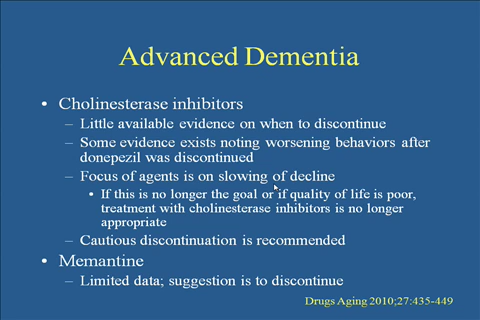 Advanced Dementia
• Cholinesterase inhibitors
– Little available evidence on when to discontinue
– Some evidence exists noting worsening behaviors after
donepezil was discontinued
– Focus of agents is on slowing of decline
• If this is no longer the goal or if quality of life is poor,
treatment with cholinesterase inhibitors is no longer
appropriate
– Cautious discontinuation is recommended
• Memantine
– Limited data; suggestion is to discontinue
Drugs Aging 2010;27:435-449